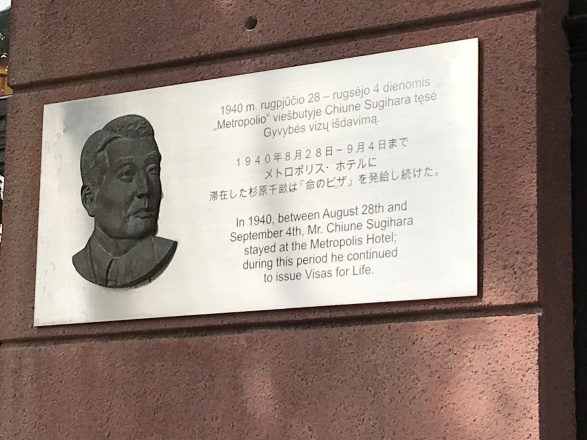 1940 m. rugpjūčio 28 – rugsėjo 4 dienomis
„Metropolio” viešbutyje Chiune Sugihara tęsė
Gyvybės vizų išdavimą.
1940年8月28日~9月4日まで
メトロポリス・ホテルに
滞在した杉原千畝は「命のビザ」を発給し続けた。
In 1940, between August 28th and
September 4th, Mr. Chiune Sugihara
stayed at the Metropolis Hotel;
during this period he continued
to issue Visas for Life.